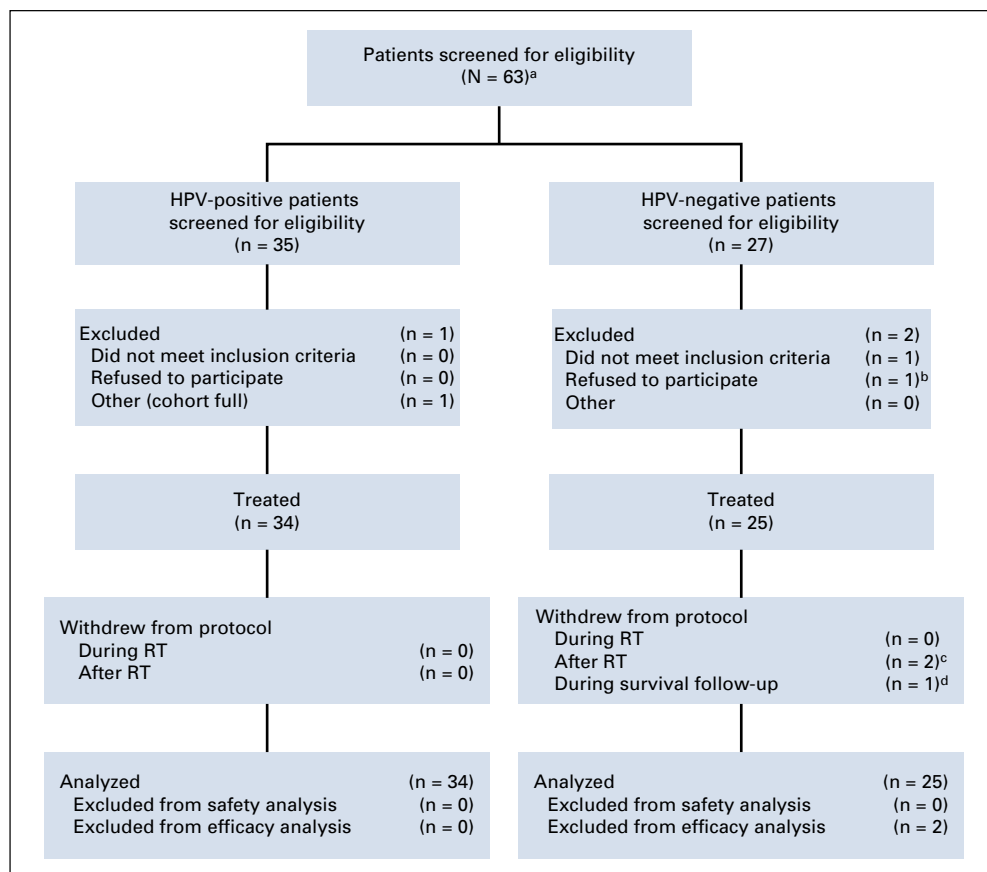 Patients screened for eligibility
(N = 63)a
HPV-positive patients
screened for eligibility
(n = 35)
HPV-negative patients
screened for eligibility
(n = 27)
Excluded (n = 1)
Did not meet inclusion criteria (n = 0)
Refused to participate (n = 0)
Other (cohort full) (n = 1)
Excluded (n = 2)
Did not meet inclusion criteria (n = 1)
Refused to participate (n = 1)b
Other (n = 0)
Treated
(n = 34)
Treated
(n = 25)
Withdrew from protocol
During RT (n = 0)
After RT (n = 0)
Withdrew from protocol
During RT (n = 0)
After RT (n = 2)c
During survival follow-up (n = 1)d
Analyzed (n = 34)
Excluded from safety analysis (n = 0)
Excluded from efficacy analysis (n = 0)
Analyzed (n = 25)
Excluded from safety analysis (n = 0)
Excluded from efficacy analysis (n = 2)